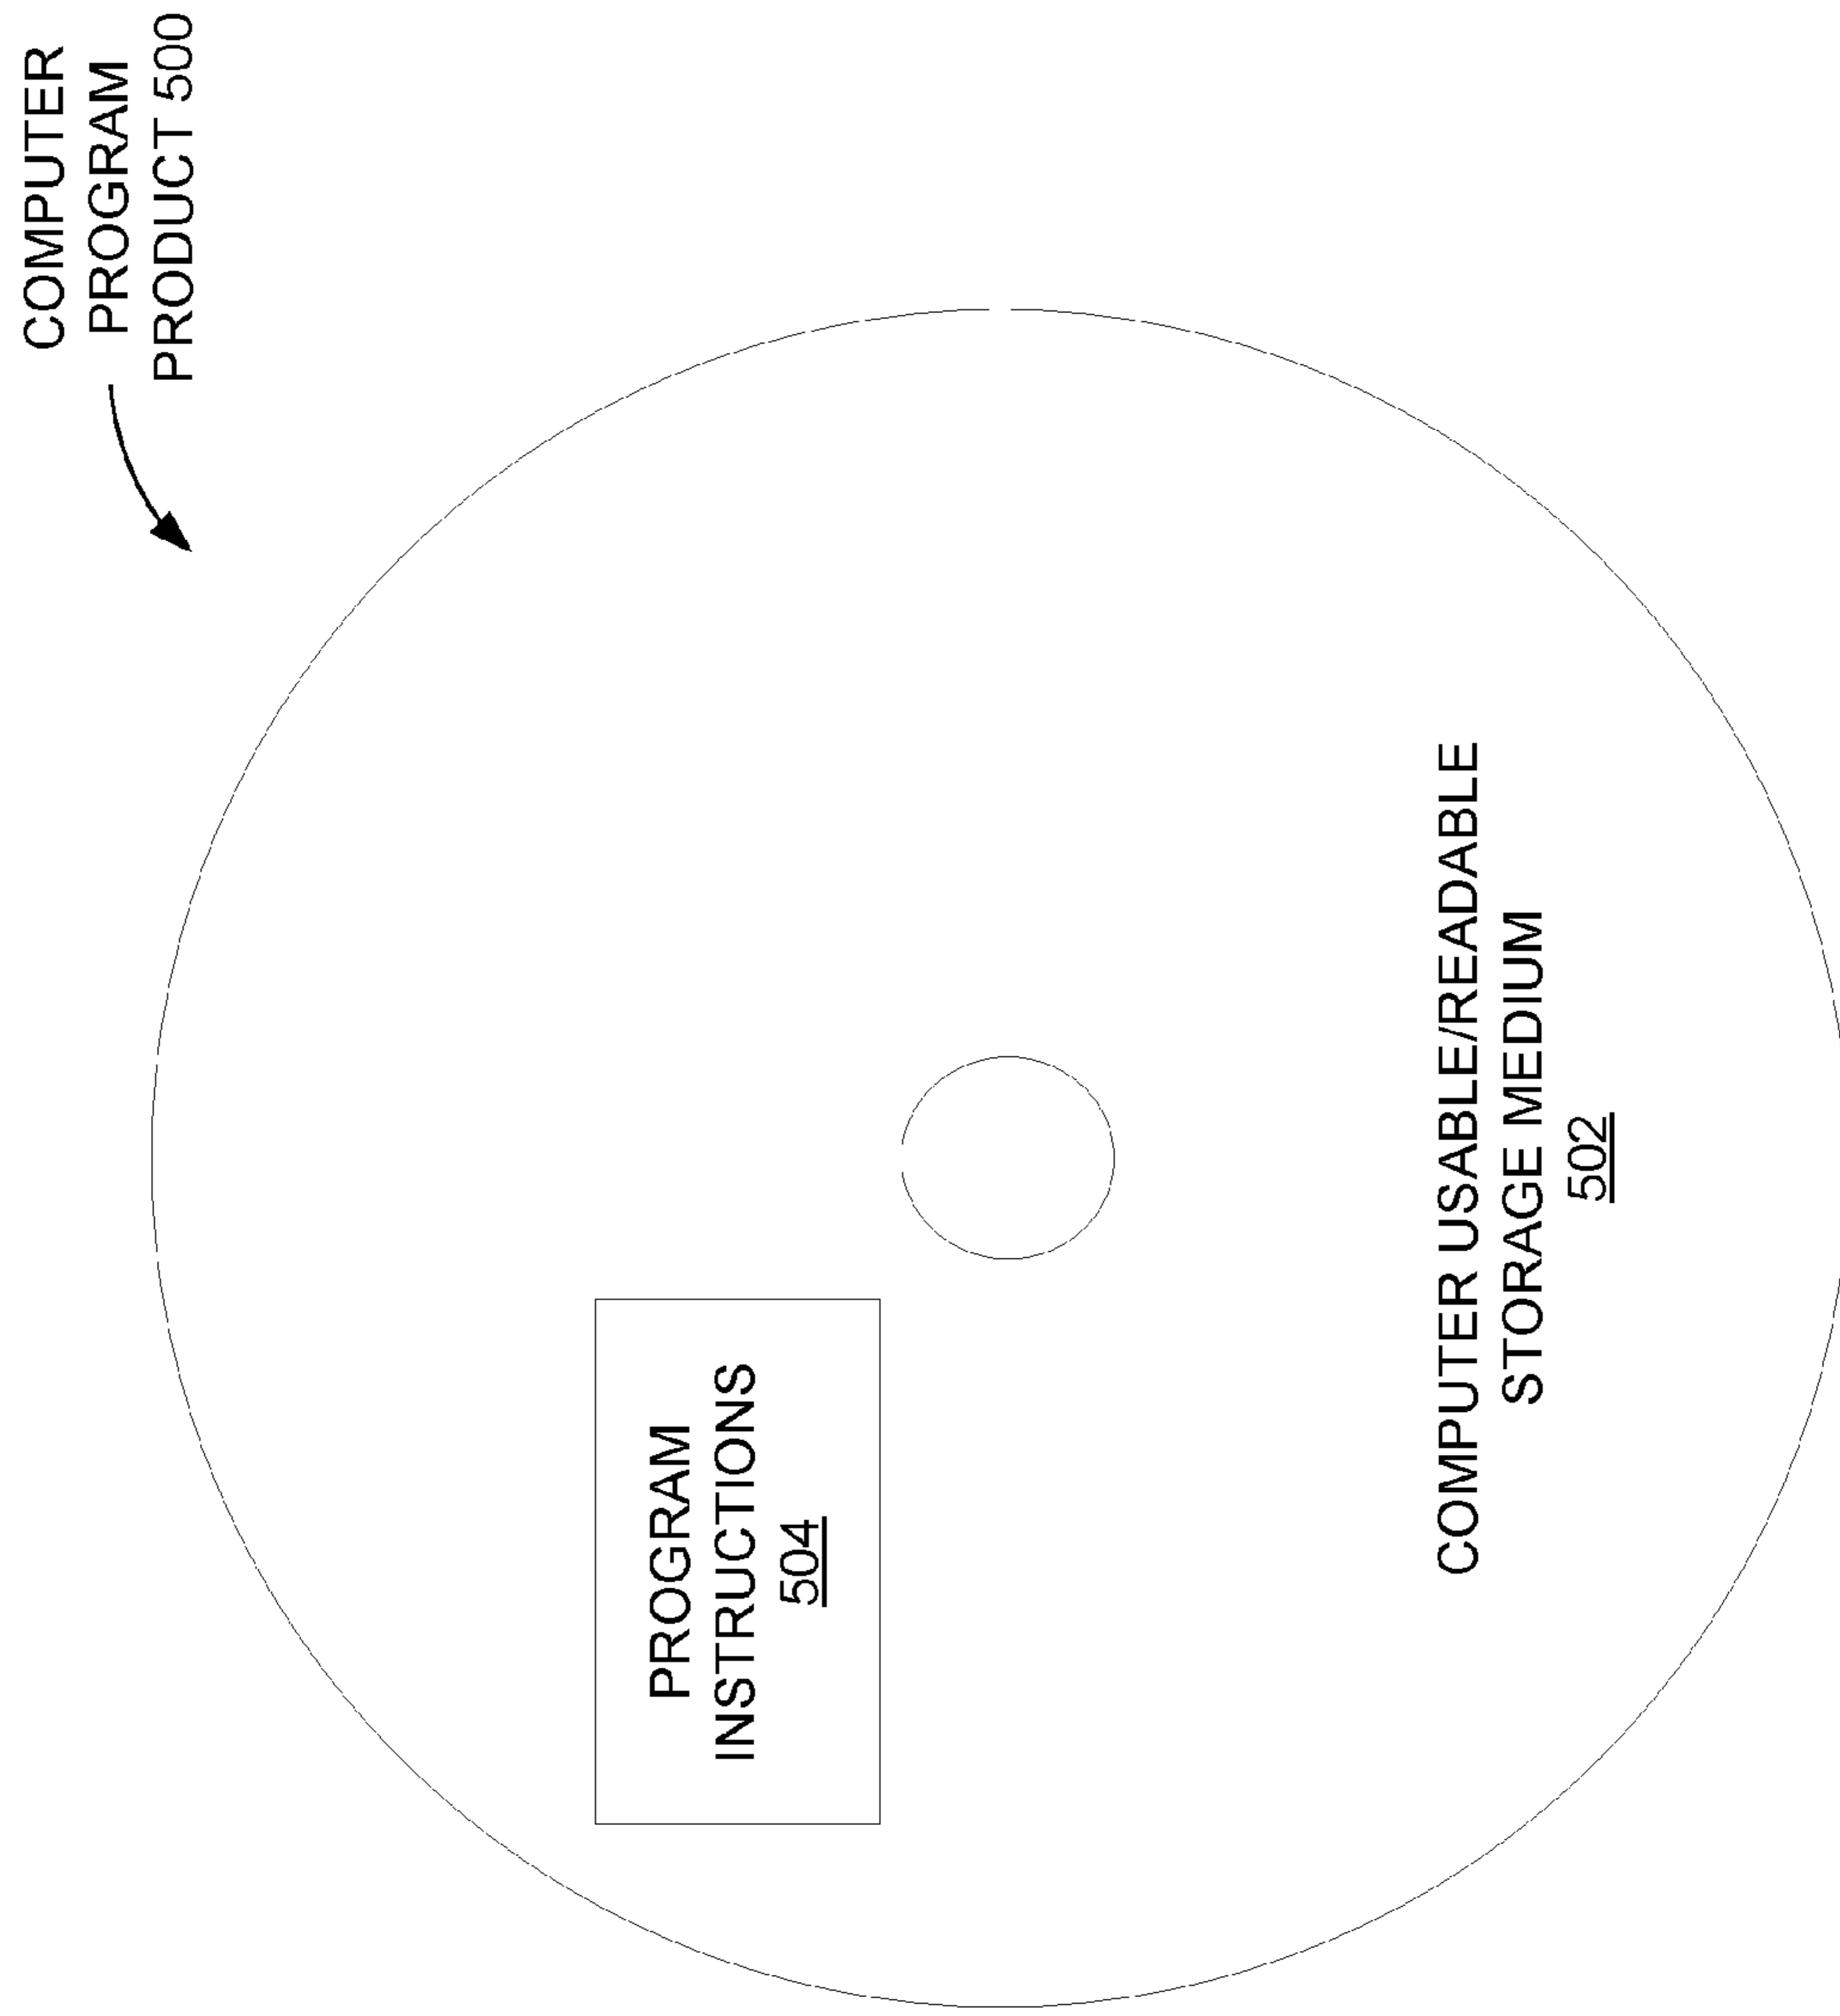 COMPUTER
PROGRAM
PRODUCT 500
PROGRAM
INSTRUCTIONS
504
COMPUTER USABLE/READABLE
STORAGE MEDIUM
502